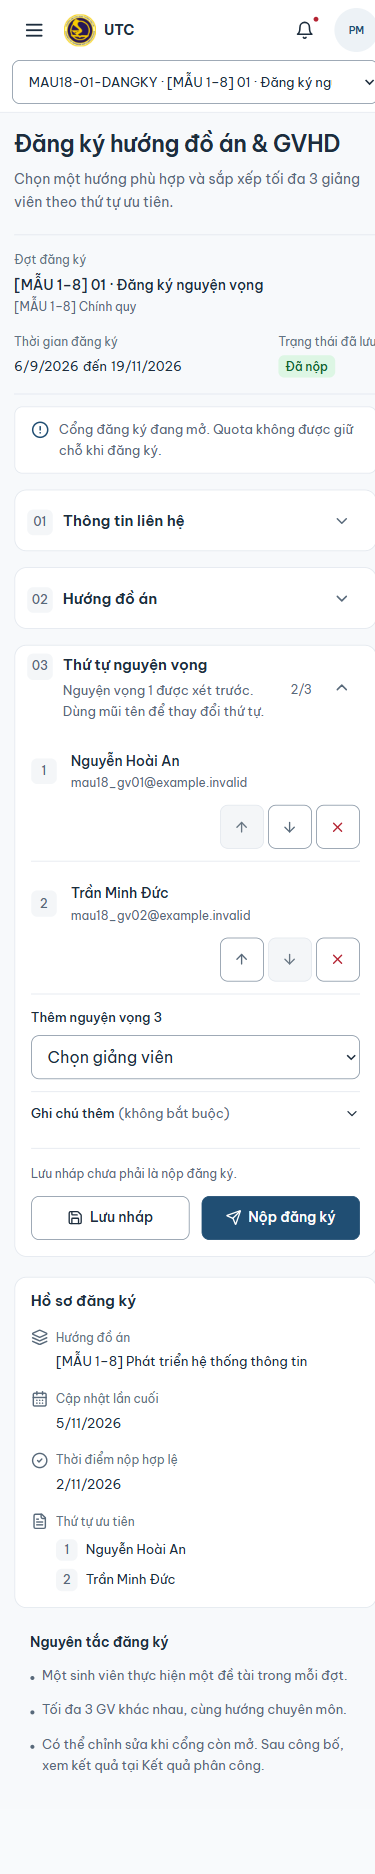 UTC
PM
MAU18-01-DANGKY · [MẪU 1-8] 01 · Đăng ký ng
Đăng ký hướng đồ án & GVHD
Chọn một hướng phù hợp và sắp xếp tối đa 3 giảng
viên theo thứ tự ưu tiên.
Đợt đăng ký
[MẪU 1-8] 01 · Đăng ký nguyện vọng
[MẪU 1-8] Chính quy
Thời gian đăng ký
Trạng thái đã lưu
6/9/2026 đến 19/11/2026
Đã nộp
Cổng đăng ký đang mở. Quota không được giữ
chỗ khi đăng ký.
01 Thông tin liên hệ
02 Hướng đồ án
03 Thứ tự nguyện vọng
Nguyện vọng 1 được xét trước.
Dùng mũi tên để thay đổi thứ tự.
2/3
1 Nguyễn Hoài An
mau18_gv01@example.invalid
2 Trần Minh Đức
mau18_gv02@example.invalid
Thêm nguyện vọng 3
Chọn giảng viên
Ghi chú thêm (không bắt buộc)
Lưu nháp chưa phải là nộp đăng ký.
Lưu nháp
Nộp đăng ký
Hồ sơ đăng ký
Hướng đồ án
[MẪU 1-8] Phát triển hệ thống thông tin
Cập nhật lần cuối
5/11/2026
Thời điểm nộp hợp lệ
2/11/2026
Thứ tự ưu tiên
1 Nguyễn Hoài An
2 Trần Minh Đức
Nguyên tắc đăng ký
• Một sinh viên thực hiện một đề tài trong mỗi đợt.
• Tối đa 3 GV khác nhau, cùng hướng chuyên môn.
• Có thể chỉnh sửa khi cổng còn mở. Sau công bố,
xem kết quả tại Kết quả phân công.